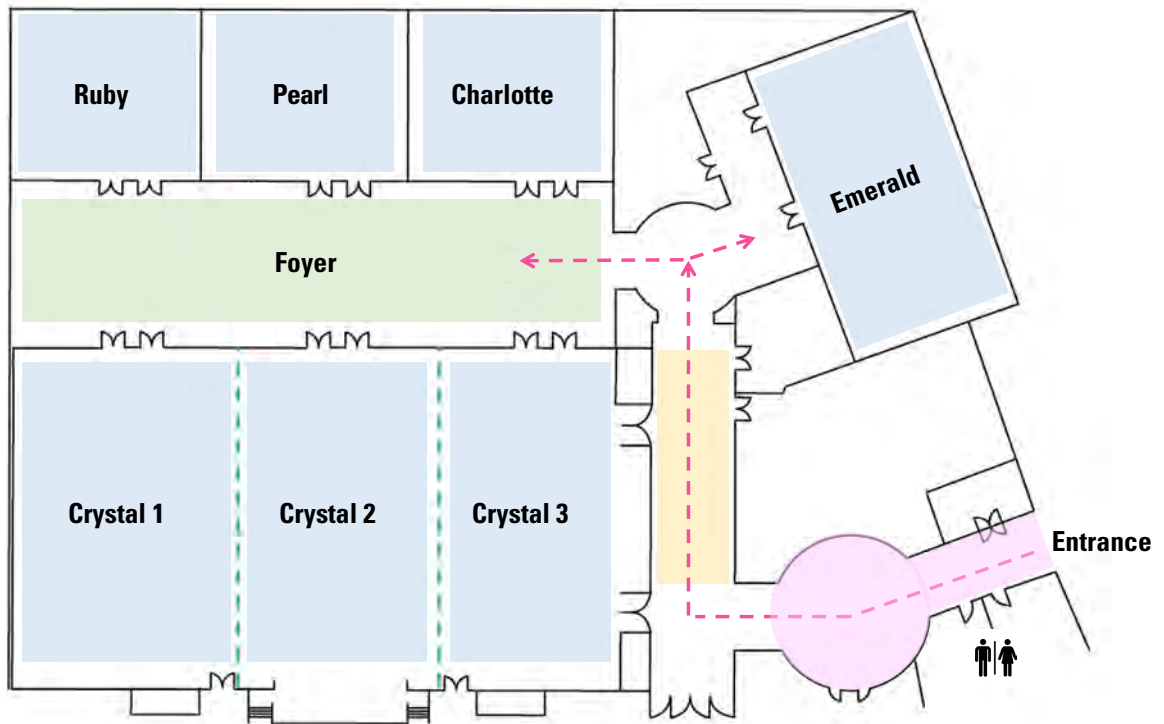 Ruby
Pearl
Charlotte
Emerald
Foyer
Crystal 1
Crystal 2
Crystal 3
Entrance